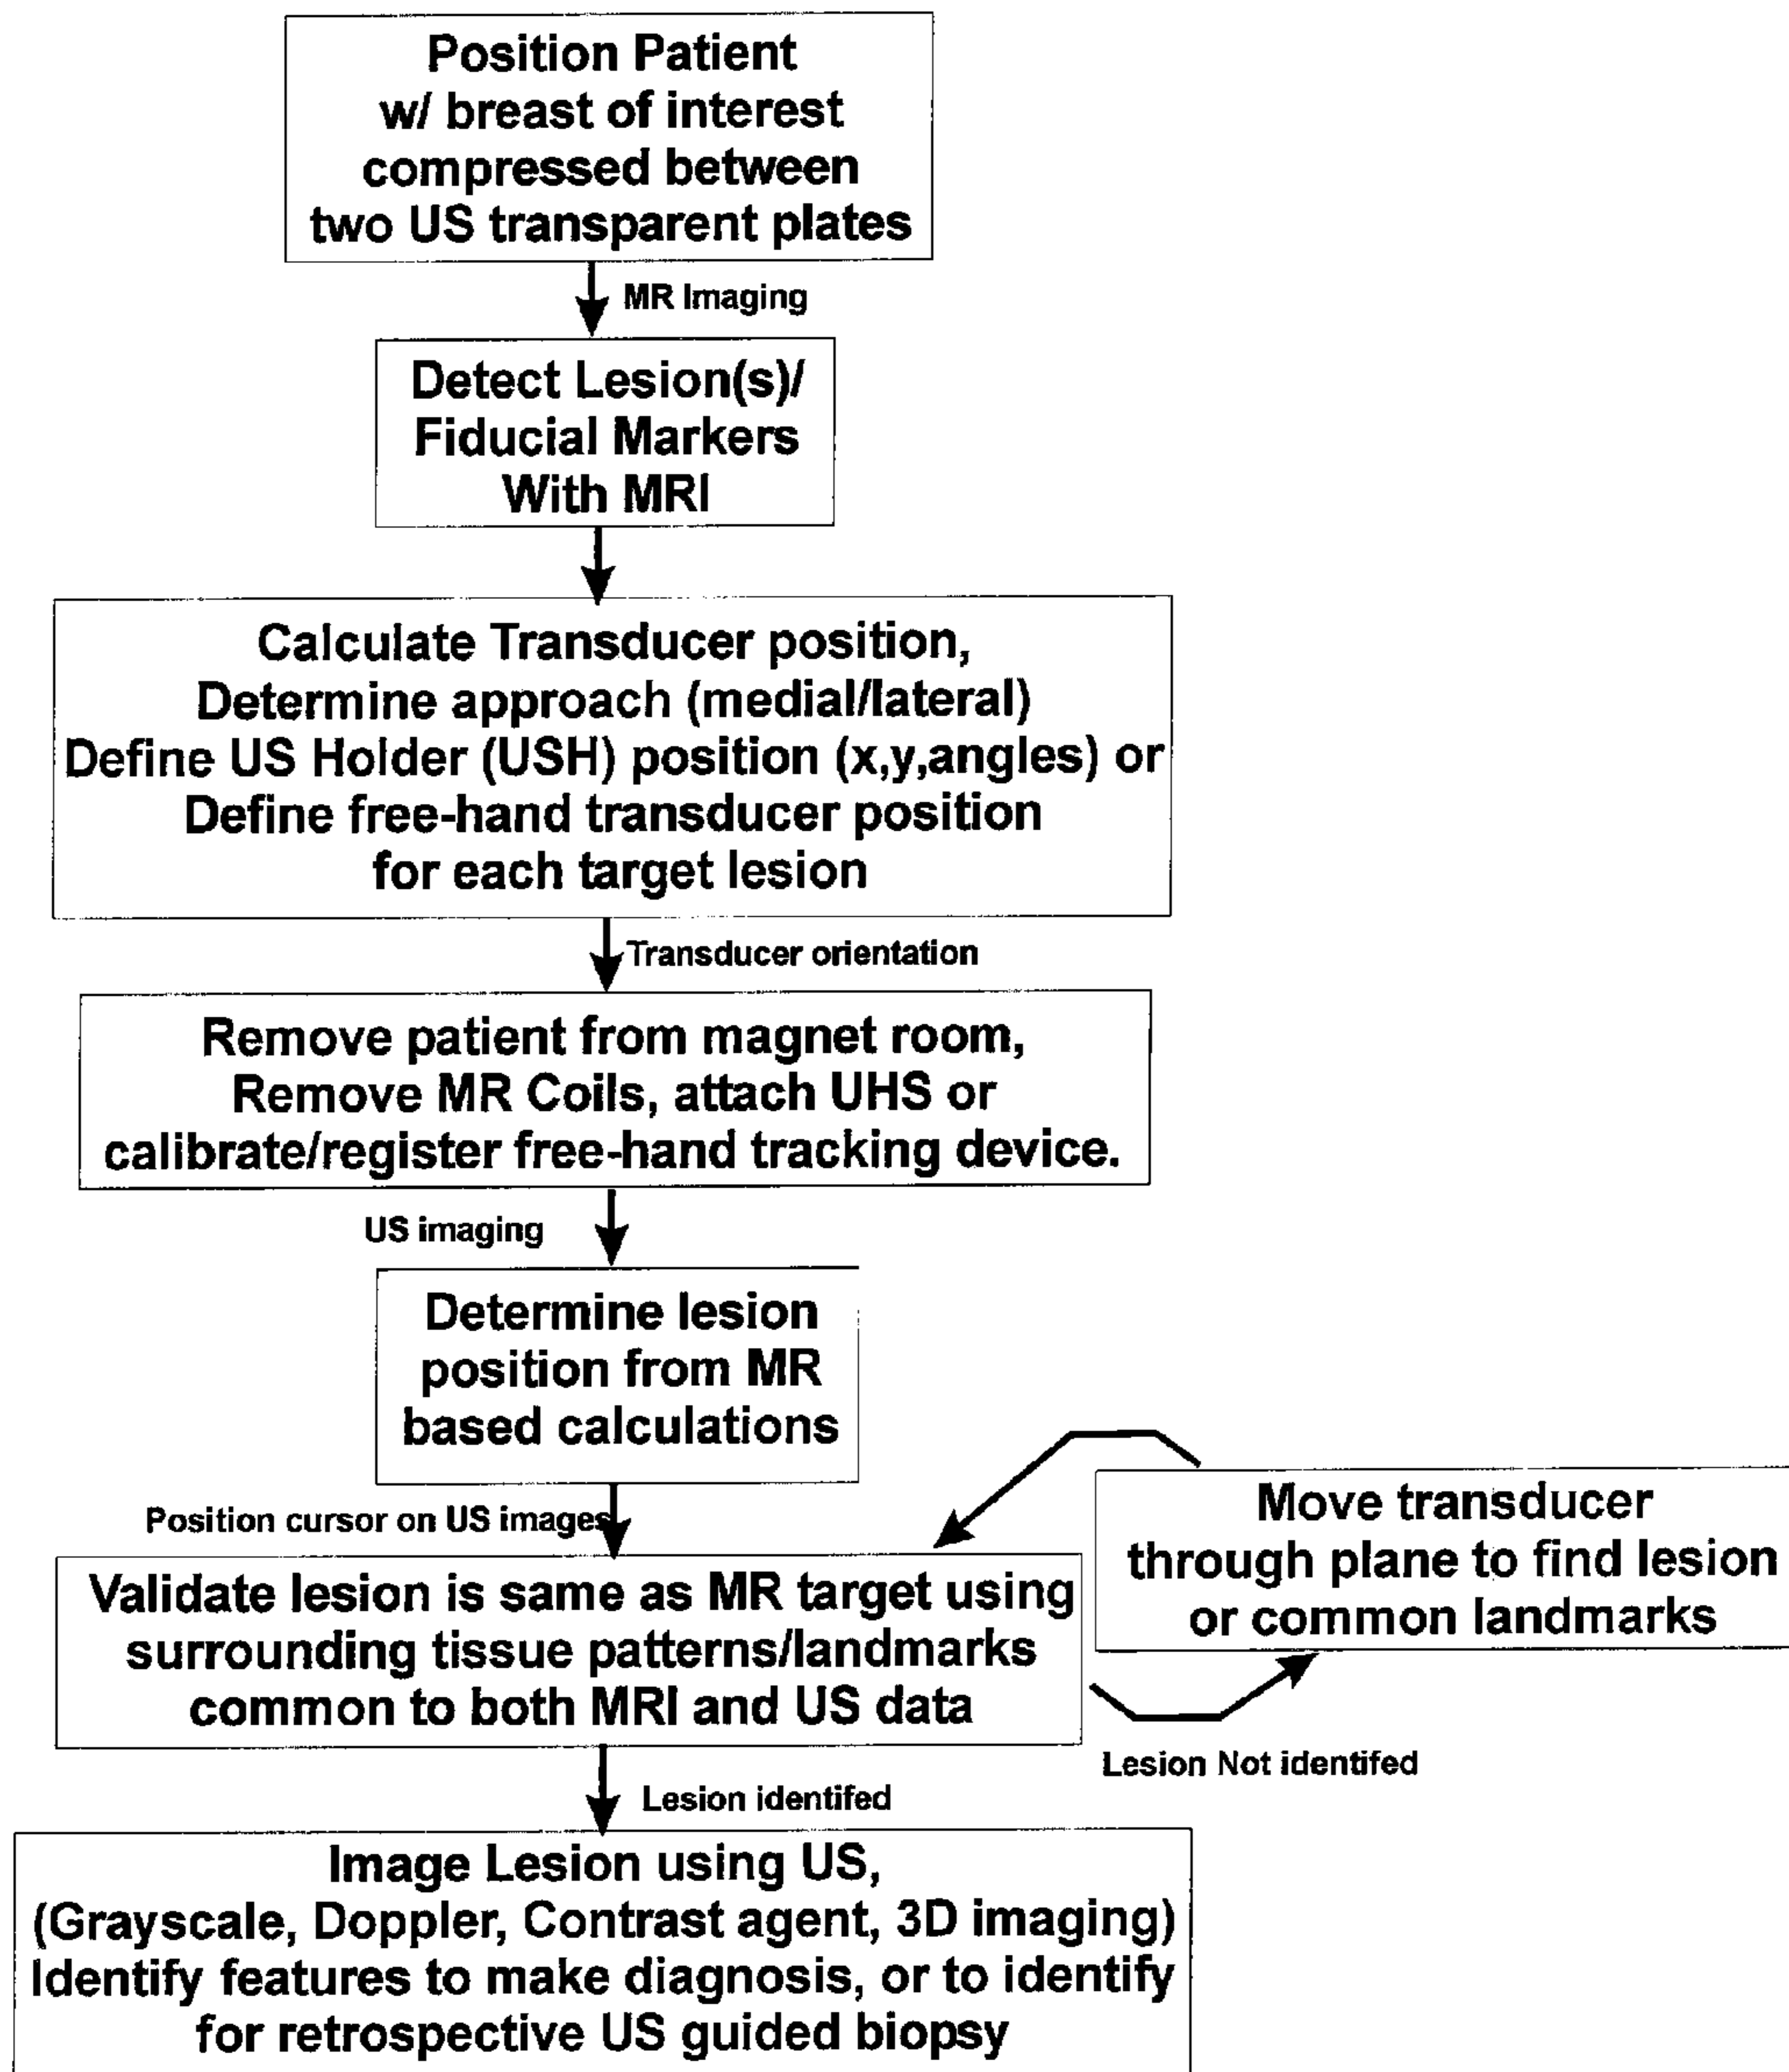 Position Patient
w/ breast of interest
compressed between
two US transparent plates
MR Imaging
Detect Lesion(s)/
Fiducial Markers
With MRI
Calculate Transducer position,
Determine approach (medial/lateral)
Define US Holder (USH) position (x,y,angles) or
Define free-hand transducer position
for each target lesion
Transducer orientation
Remove patient from magnet room,
Remove MR Coils, attach UHS or
calibrate/register free-hand tracking device.
US imaging
Determine lesion
position from MR
based calculations
Position cursor on US images
Validate lesion is same as MR target using
surrounding tissue patterns/landmarks
common to both MRI and US data
Move transducer
through plane to find lesion
or common landmarks
Lesion Not identifed
Lesion identifed
Image Lesion using US,
(Grayscale, Doppler, Contrast agent, 3D imaging)
Identify features to make diagnosis, or to identify
for retrospective US guided biopsy